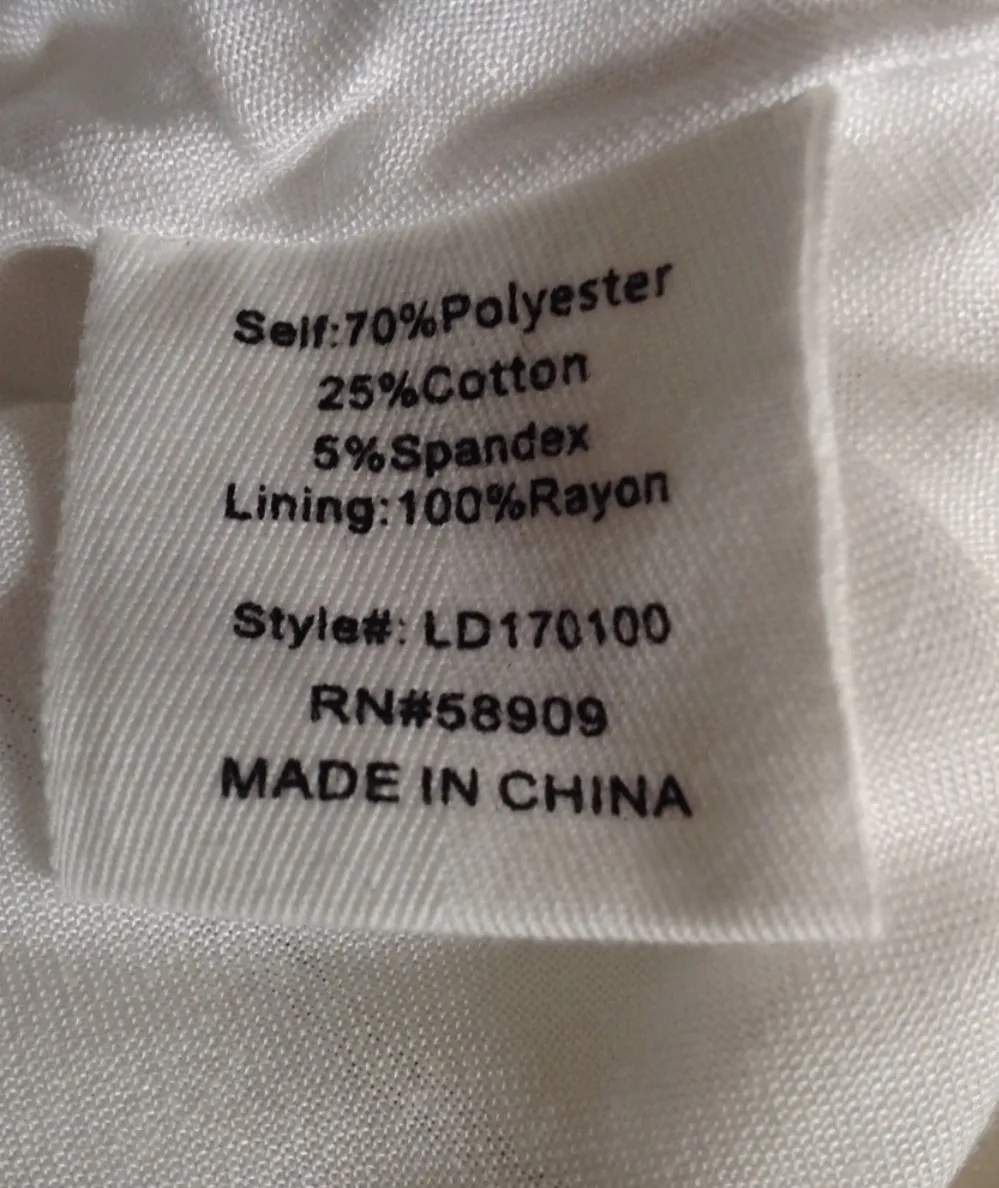 Self:70%Polyester
25%Cotton
5%Spandex
Lining:100%Rayon
Style#: LD170100
RN#58909
MADE IN CHINA